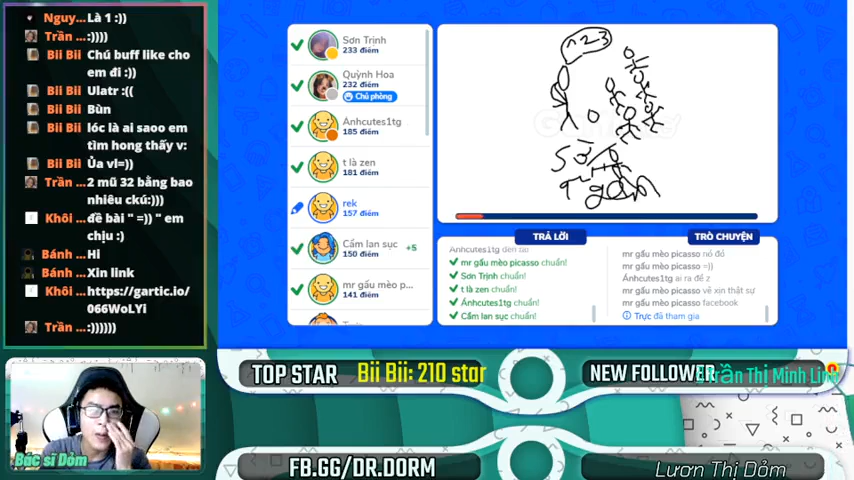 Nguy... Là 1 :))
Trần ... :))))
Bii Bii Chú buff like cho
em đi :))
Bii Bii Ulatr :((
Bii Bii Bùn
Bii Bii lóc là ai saoo em
tìm hong thấy v:
Bii Bii Ủa vl=))
Trần... 2 mũ 32 bằng bao
nhiêu ckú:)))
Khôi... đề bài " =)) " em
chịu :)
Bánh... Hi
Bánh... Xin link
Khôi... https://gartic.io/
066WoLYi
Trần ... :))))))
Sơn Trịnh
233 điểm
Quỳnh Hoa
232 điểm
Chủ phòng
Ánhcutes1tg
185 điểm
t là zen
181 điểm
rek
157 điểm
Cẩm lan sục +5
150 điểm
mr gấu mèo p...
141 điểm
1 2 3
TRẢ LỜI
mr gấu mèo picasso chuẩn!
Sơn Trịnh chuẩn!
t là zen chuẩn!
Ánhcutes1tg chuẩn!
Cẩm lan sục chuẩn!
TRÒ CHUYỆN
mr gấu mèo picasso nó đó
mr gấu mèo picasso =))
Ánhcutes1tg ai ra đề z
mr gấu mèo picasso vẽ xin thật sự
mr gấu mèo picasso facebook
Trực đã tham gia
TOP STAR
Bii Bii: 210 star
NEW FOLLOWER
Trần Thị Minh
Bác sĩ Dỏm
FB.GG/DR.DORM
Lươn Thị Dỏm